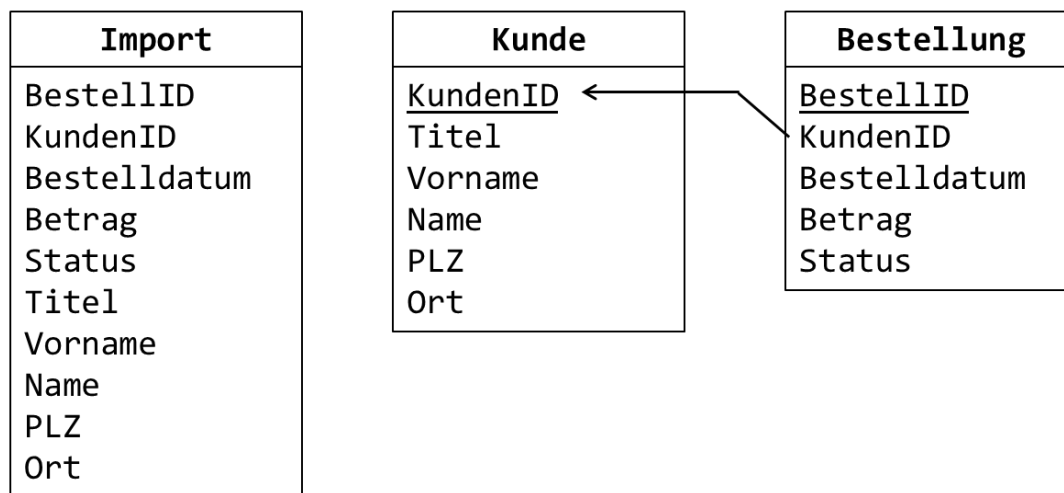 Import
BestellID
KundenID
Bestelldatum
Betrag
Status
Titel
Vorname
Name
PLZ
Ort
Kunde
KundenID
Titel
Vorname
Name
PLZ
Ort
Bestellung
BestellID
KundenID
Bestelldatum
Betrag
Status